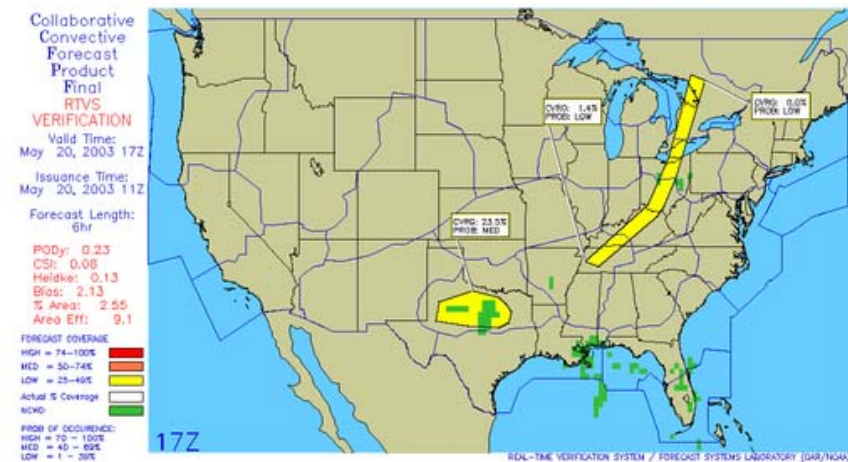 Collaborative
Convective
Forecast
Product
Final
RTVS
VERIFICATION
Valid Time:
May 20, 2003 17Z
Issuance Time:
May 20, 2003 11Z
Forecast Length:
6hr
PODy: 0.23
CSI: 0.08
Heidke: 0.13
Bias: 2.13
% Area: 2.55
Area Eff: 9.1
FORECAST COVERAGE
HIGH = 74-100%
MED = 50-74%
LOW = 25-49%
Actual % Coverage
NCWD
PROB OF OCCURENCE:
HIGH = 70 - 100%
MED = 40 - 69%
LOW = 1 - 39%
CVRG: 1.4%
PROB: LOW
CVRG: 0.0%
PROB: LOW
CVRG: 23.5%
PROB: MED
17Z
REAL-TIME VERIFICATION SYSTEM / FORECAST SYSTEMS LABORATORY (OAR/NOAA)